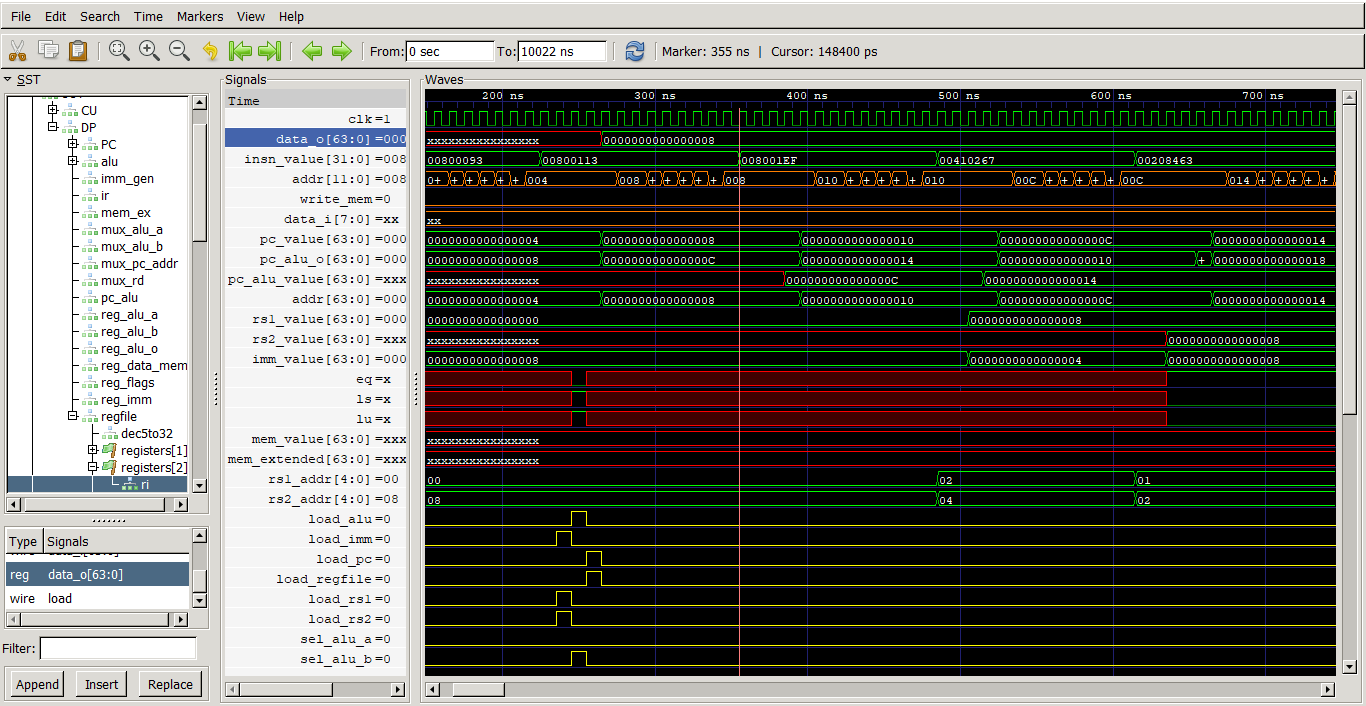 File Edit Search Time Markers View Help
From: 0 sec To: 10022 ns Marker: 355 ns | Cursor: 148400 ps
SST
CU
DP
PC
alu
imm_gen
ir
mem_ex
mux_alu_a
mux_alu_b
mux_pc_addr
mux_rd
pc_alu
reg_alu_a
reg_alu_b
reg_alu_o
reg_data_mem
reg_flags
reg_imm
regfile
dec5to32
registers[1]
registers[2]
ri
Type Signals
reg data_o[63:0]
wire load
Filter:
Append Insert Replace
Signals
Time
clk=1
data_o[63:0]=000
insn_value[31:0]=008
addr[11:0]=008
write_mem=0
data_i[7:0]=xx
pc_value[63:0]=000
pc_alu_o[63:0]=000
pc_alu_value[63:0]=xxx
addr[63:0]=000
rs1_value[63:0]=000
rs2_value[63:0]=xxx
imm_value[63:0]=000
eq=x
ls=x
lu=x
mem_value[63:0]=xxx
mem_extended[63:0]=xxx
rs1_addr[4:0]=00
rs2_addr[4:0]=08
load_alu=0
load_imm=0
load_pc=0
load_regfile=0
load_rs1=0
load_rs2=0
sel_alu_a=0
sel_alu_b=0
Waves
200 ns 300 ns 400 ns 500 ns 600 ns 700 ns
xxxxxxxxxxxxxxxx 0000000000000008
00800093 00800113 008001EF 00410267 00208463
0+ + + + + + 004 008 + + + + + 008 010 + + + + + 010 00C + + + + + 00C 014 + + + + +
xx
0000000000000004 0000000000000008 0000000000000010 000000000000000C 0000000000000014
0000000000000008 000000000000000C 0000000000000014 0000000000000010 + 0000000000000018
xxxxxxxxxxxxxxxx 000000000000000C 0000000000000014
0000000000000004 0000000000000008 0000000000000010 000000000000000C 0000000000000014
0000000000000000 0000000000000008
xxxxxxxxxxxxxxxx 0000000000000008
0000000000000008 0000000000000004 0000000000000008
xxxxxxxxxxxxxxxx
xxxxxxxxxxxxxxxx
00 02 01
08 04 02